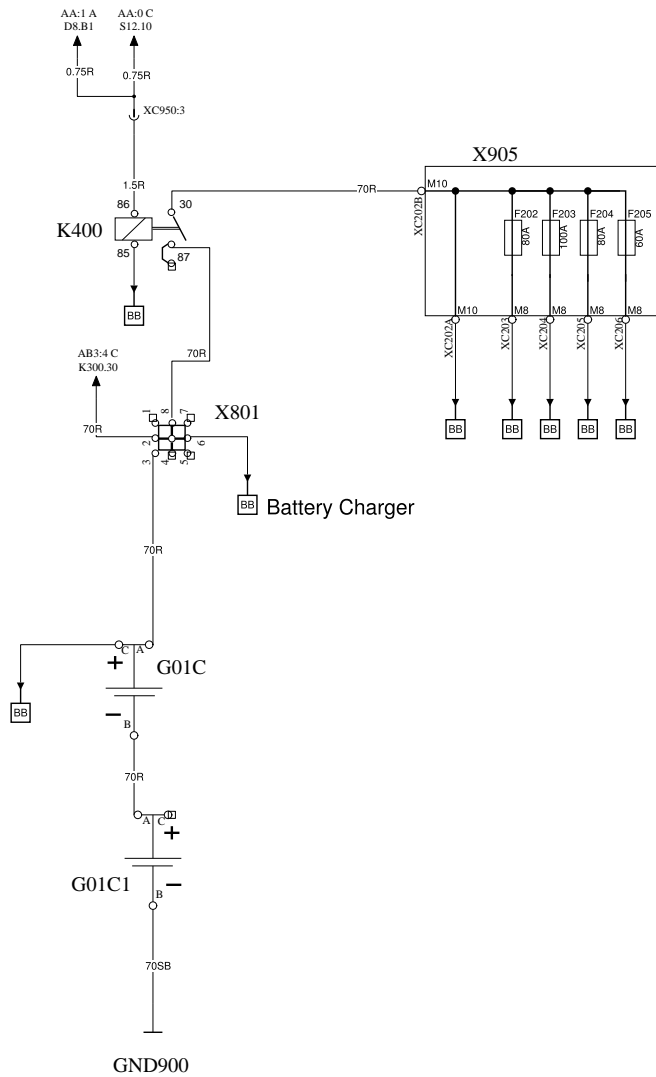 AA:1 A
D8.B1
AA:0 C
S12.10
0.75R
0.75R
XC950:3
1.5R
86
30
K400
85
87
BB
70R
70R
X905
XC202B
M10
F202
80A
F203
100A
F204
80A
F205
60A
M10
M8
M8
M8
M8
XC202A
XC203
XC204
XC205
XC206
BB
BB
BB
BB
BB
AB3:4 C
K300.30
70R
X801
1
8
7
2
6
3
4
5
BB
Battery Charger
70R
C
A
+
G01C
BB
−
B
70R
A
C
+
G01C1
−
B
70SB
GND900